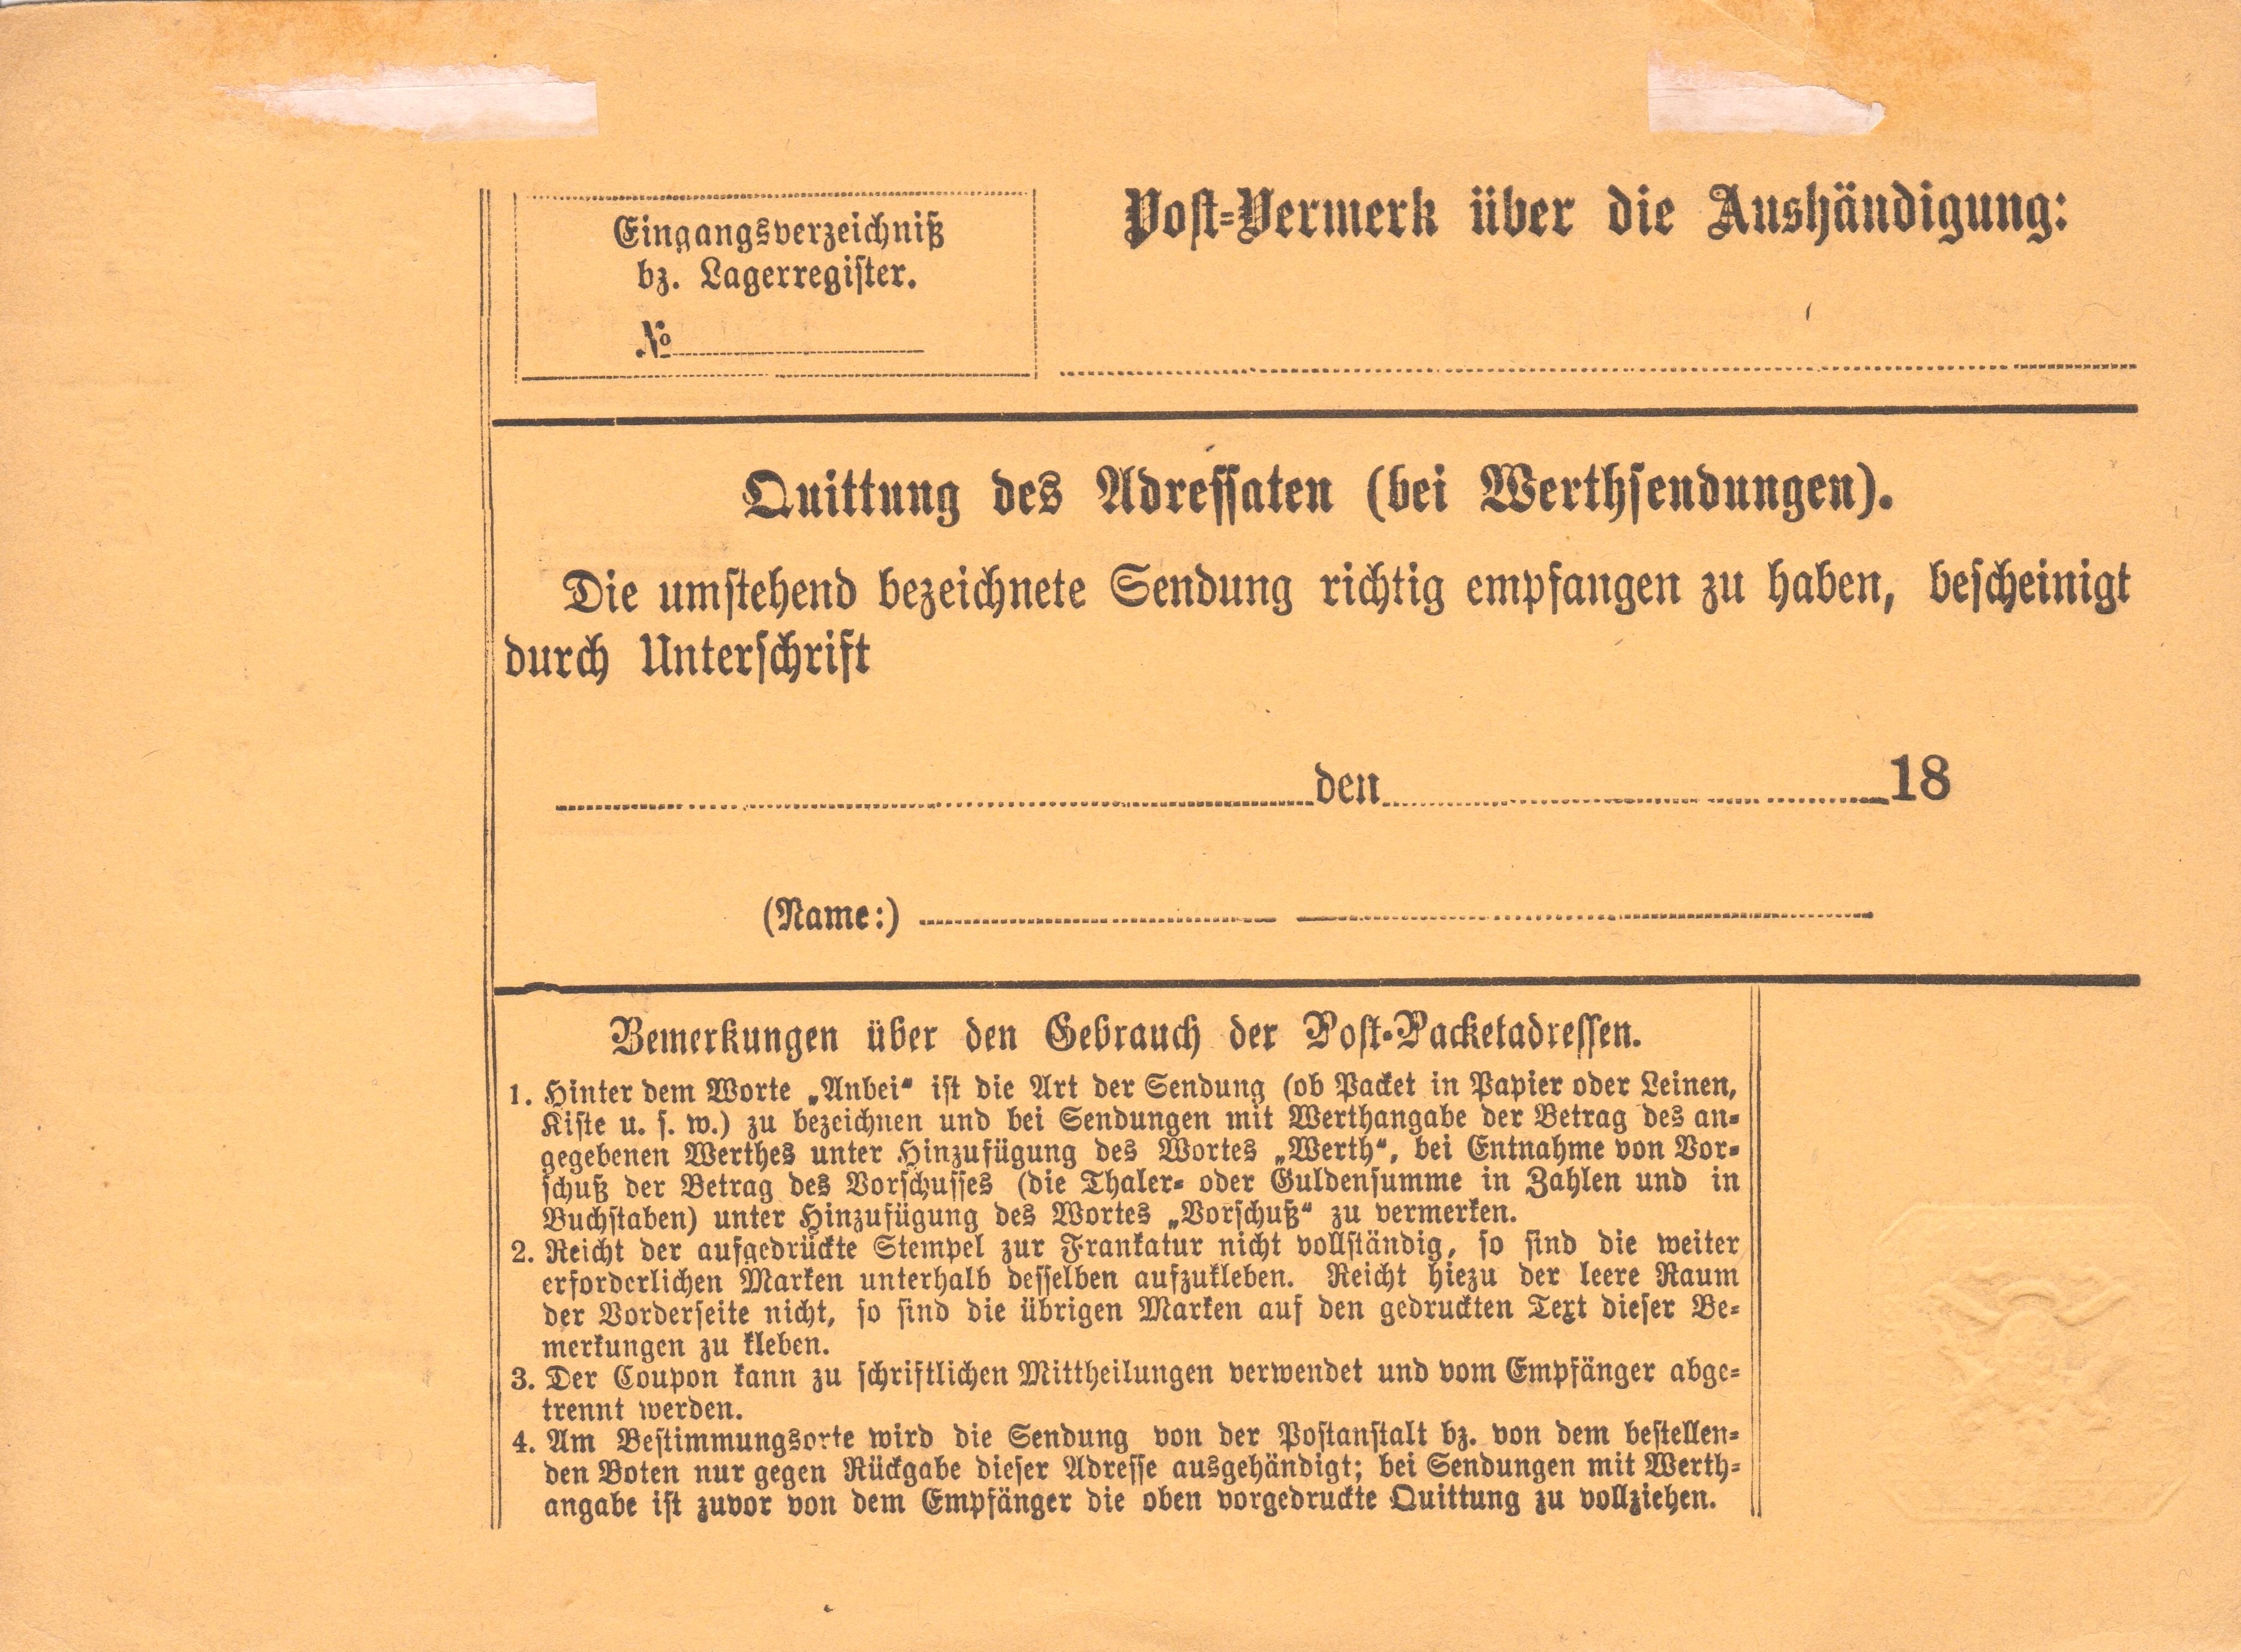 Eingangsverzeichniß
bz. Lagerregister.
№
Post-Vermerk über die Aushändigung:
Quittung des Adressaten (bei Werthsendungen).
Die umstehend bezeichnete Sendung richtig empfangen zu haben, bescheinigt
durch Unterschrift
den 18
(Name:)
Bemerkungen über den Gebrauch der Post-Packetadressen.
1. Hinter dem Worte „Anbei“ ist die Art der Sendung (ob Packet in Papier oder Leinen,
Kiste u. s. w.) zu bezeichnen und bei Sendungen mit Werthangabe der Betrag des an-
gegebenen Werthes unter Hinzufügung des Wortes „Werth“, bei Entnahme von Vor-
schuß der Betrag des Vorschusses (die Thaler- oder Guldensumme in Zahlen und in
Buchstaben) unter Hinzufügung des Wortes „Vorschuß“ zu vermerken.
2. Reicht der aufgedrückte Stempel zur Frankatur nicht vollständig, so sind die weiter
erforderlichen Marken unterhalb desselben aufzukleben. Reicht hiezu der leere Raum
der Vorderseite nicht, so sind die übrigen Marken auf den gedruckten Text dieser Be-
merkungen zu kleben.
3. Der Coupon kann zu schriftlichen Mittheilungen verwendet und vom Empfänger abge-
trennt werden.
4. Am Bestimmungsorte wird die Sendung von der Postanstalt bz. von dem bestellen-
den Boten nur gegen Rückgabe dieser Adresse ausgehändigt; bei Sendungen mit Werth-
angabe ist zuvor von dem Empfänger die oben vorgedruckte Quittung zu vollziehen.